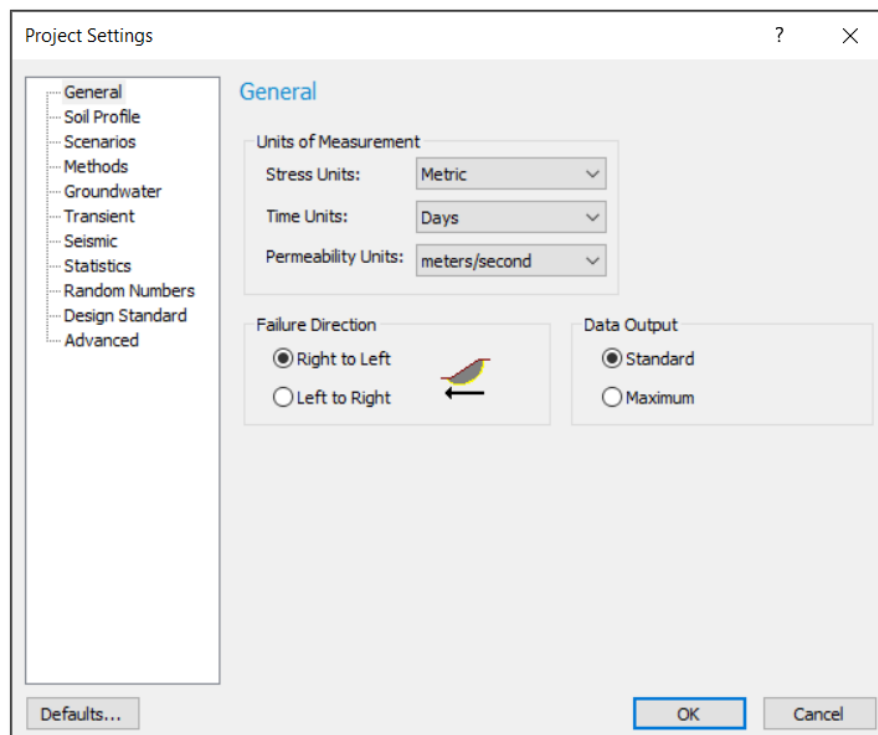 Project Settings
?
General
Soil Profile
Scenarios
Methods
Groundwater
Transient
Seismic
Statistics
Random Numbers
Design Standard
Advanced
General
Units of Measurement
Stress Units: Metric
Time Units: Days
Permeability Units: meters/second
Failure Direction
Right to Left
Left to Right
Data Output
Standard
Maximum
Defaults...
OK
Cancel